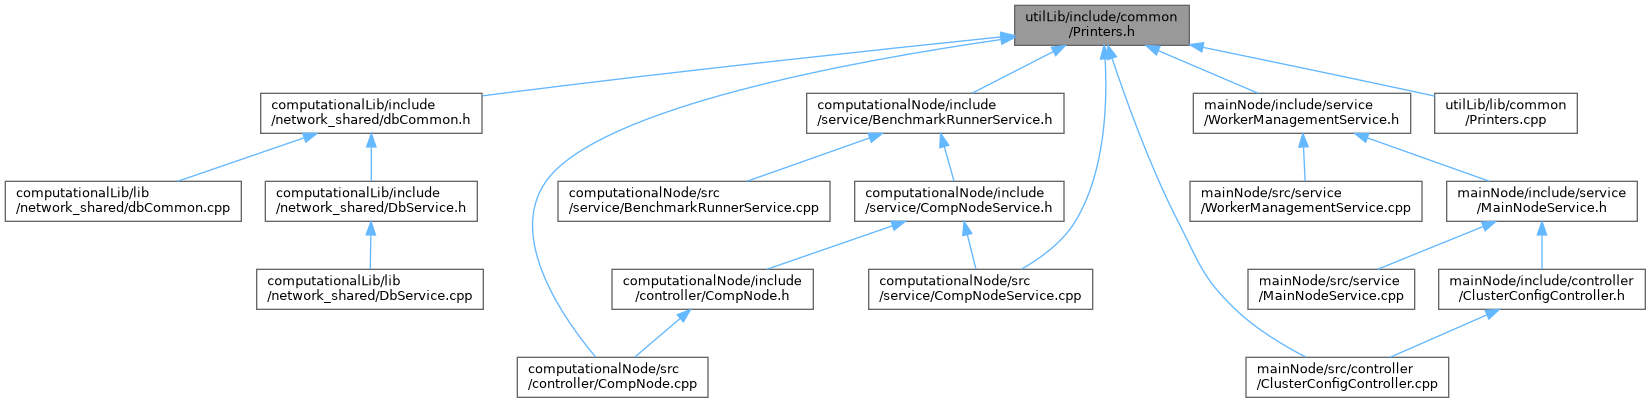 utilLib/include/common
/Printers.h
computationalLib/include
/network_shared/dbCommon.h
computationalNode/include
/service/BenchmarkRunnerService.h
mainNode/include/service
/WorkerManagementService.h
utilLib/lib/common
/Printers.cpp
computationalLib/lib
/network_shared/dbCommon.cpp
computationalLib/include
/network_shared/DbService.h
computationalNode/src
/service/BenchmarkRunnerService.cpp
computationalNode/include
/service/CompNodeService.h
mainNode/src/service
/WorkerManagementService.cpp
mainNode/include/service
/MainNodeService.h
computationalLib/lib
/network_shared/DbService.cpp
computationalNode/include
/controller/CompNode.h
computationalNode/src
/service/CompNodeService.cpp
mainNode/src/service
/MainNodeService.cpp
mainNode/include/controller
/ClusterConfigController.h
computationalNode/src
/controller/CompNode.cpp
mainNode/src/controller
/ClusterConfigController.cpp